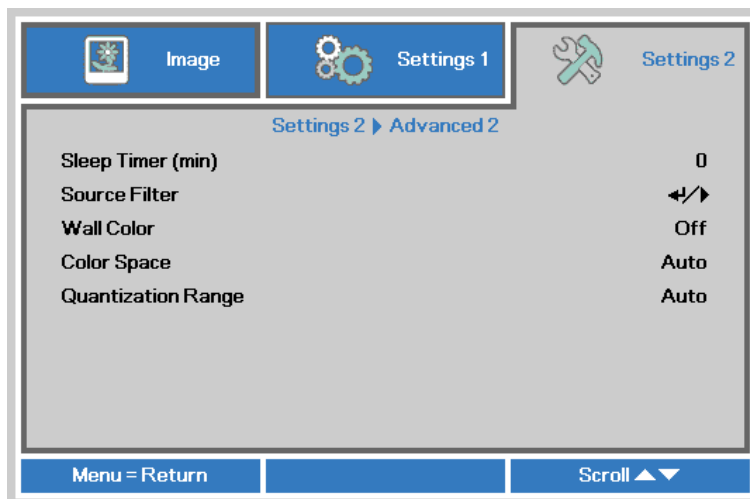 Image
Settings 1
Settings 2
Settings 2 ▶ Advanced 2
Sleep Timer (min) 0
Source Filter ↵/▶
Wall Color Off
Color Space Auto
Quantization Range Auto
Menu = Return
Scroll ▲▼